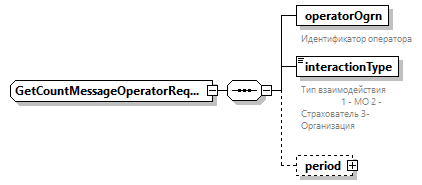 operatorOgrn
Идентификатор оператора
GetCountMessageOperatorReq...
interactionType
Тип взаимодействия
1 - МО 2 -
Страхователь 3-
Организация
period